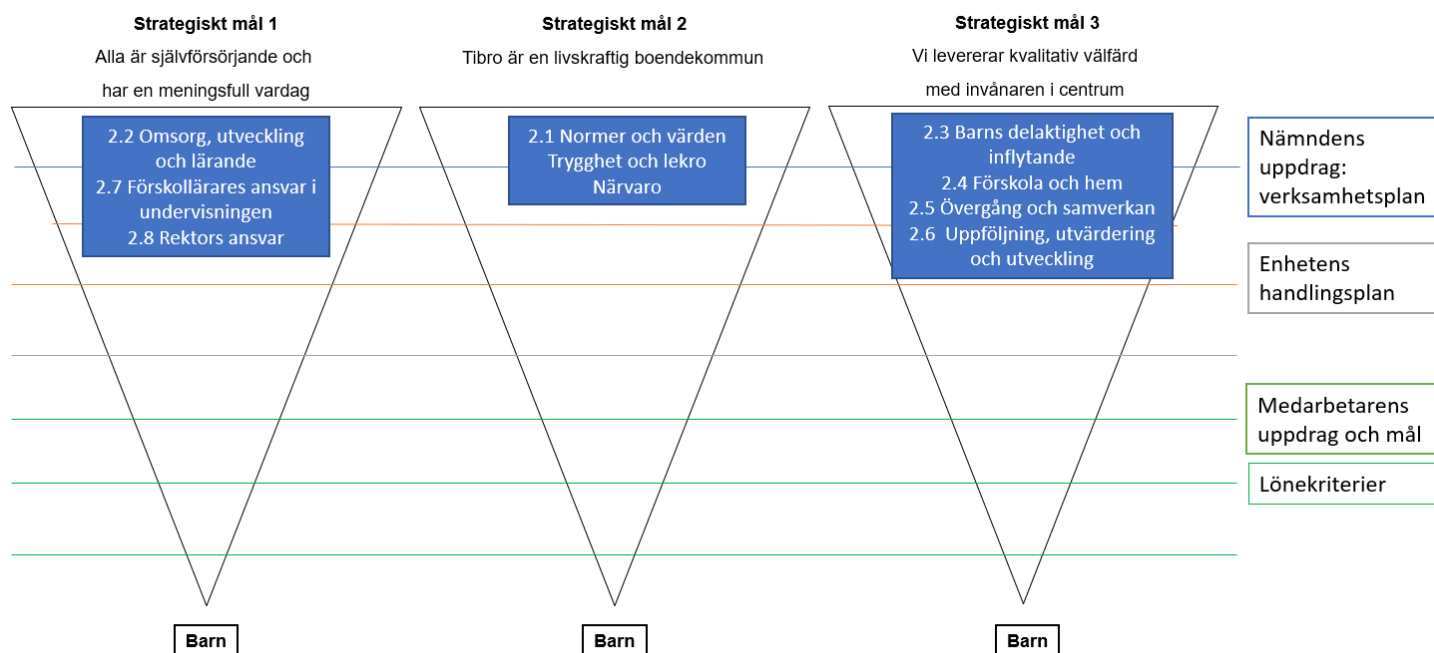 Strategiskt mål 1
Alla är självförsörjande och
har en meningsfull vardag
2.2 Omsorg, utveckling
och lärande
2.7 Förskollärares ansvar i
undervisningen
2.8 Rektors ansvar
Barn
Strategiskt mål 2
Tibro är en livskraftig boendekommun
2.1 Normer och värden
Trygghet och lekro
Närvaro
Barn
Strategiskt mål 3
Vi levererar kvalitativ välfärd
med invånaren i centrum
2.3 Barns delaktighet och
inflytande
2.4 Förskola och hem
2.5 Övergång och samverkan
2.6 Uppföljning, utvärdering
och utveckling
Barn
Nämndens
uppdrag:
verksamhetsplan
Enhetens
handlingsplan
Medarbetarens
uppdrag och mål
Lönekriterier